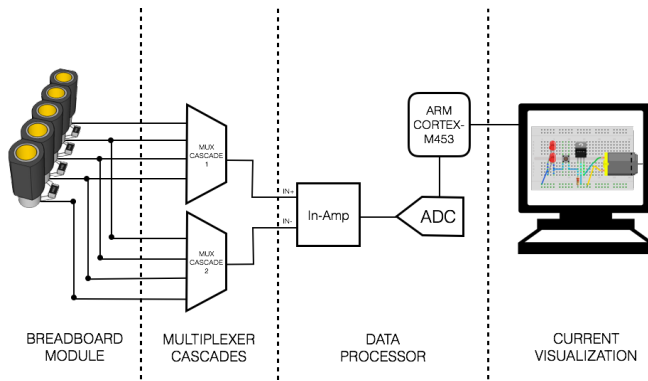 MUX
CASCADE
1
MUX
CASCADE
2
IN+
IN-
In-Amp
ADC
ARM
CORTEX-
M453
BREADBOARD
MODULE
MULTIPLEXER
CASCADES
DATA
PROCESSOR
CURRENT
VISUALIZATION